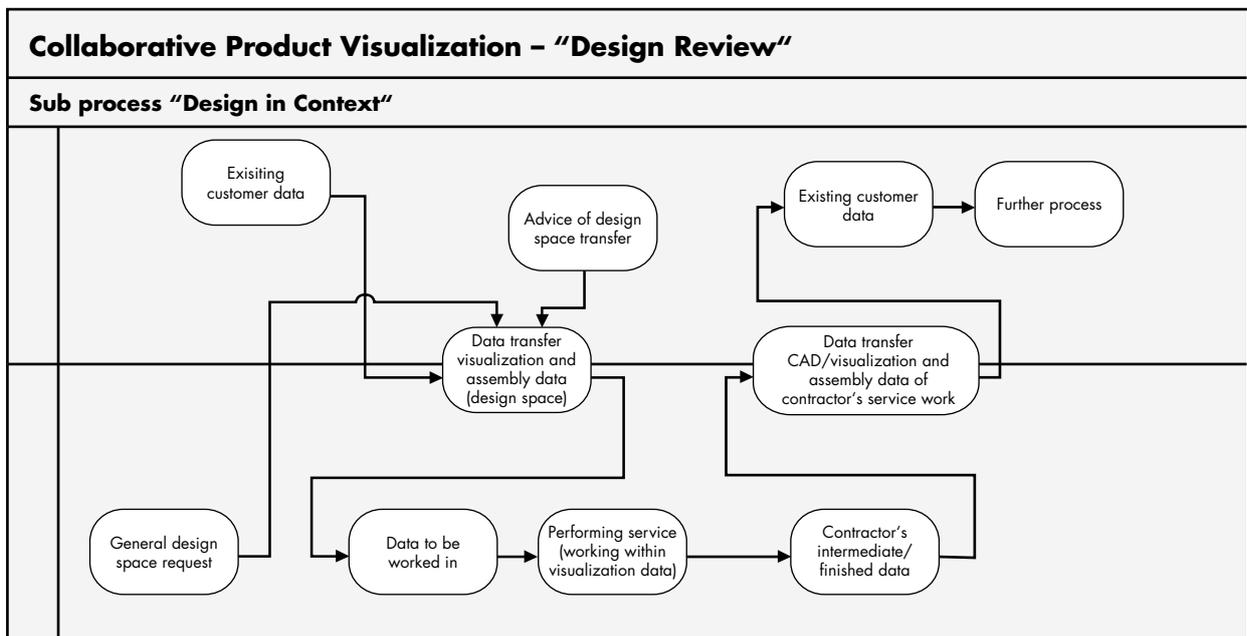 Collaborative Product Visualization – “Design Review“
Sub process “Design in Context“
Exisiting
customer data
Advice of design
space transfer
Existing customer
data
Further process
Data transfer
visualization and
assembly data
(design space)
Data transfer
CAD/visualization and
assembly data of
contractor’s service work
General design
space request
Data to be
worked in
Performing service
(working within
visualization data)
Contractor’s
intermediate/
finished data